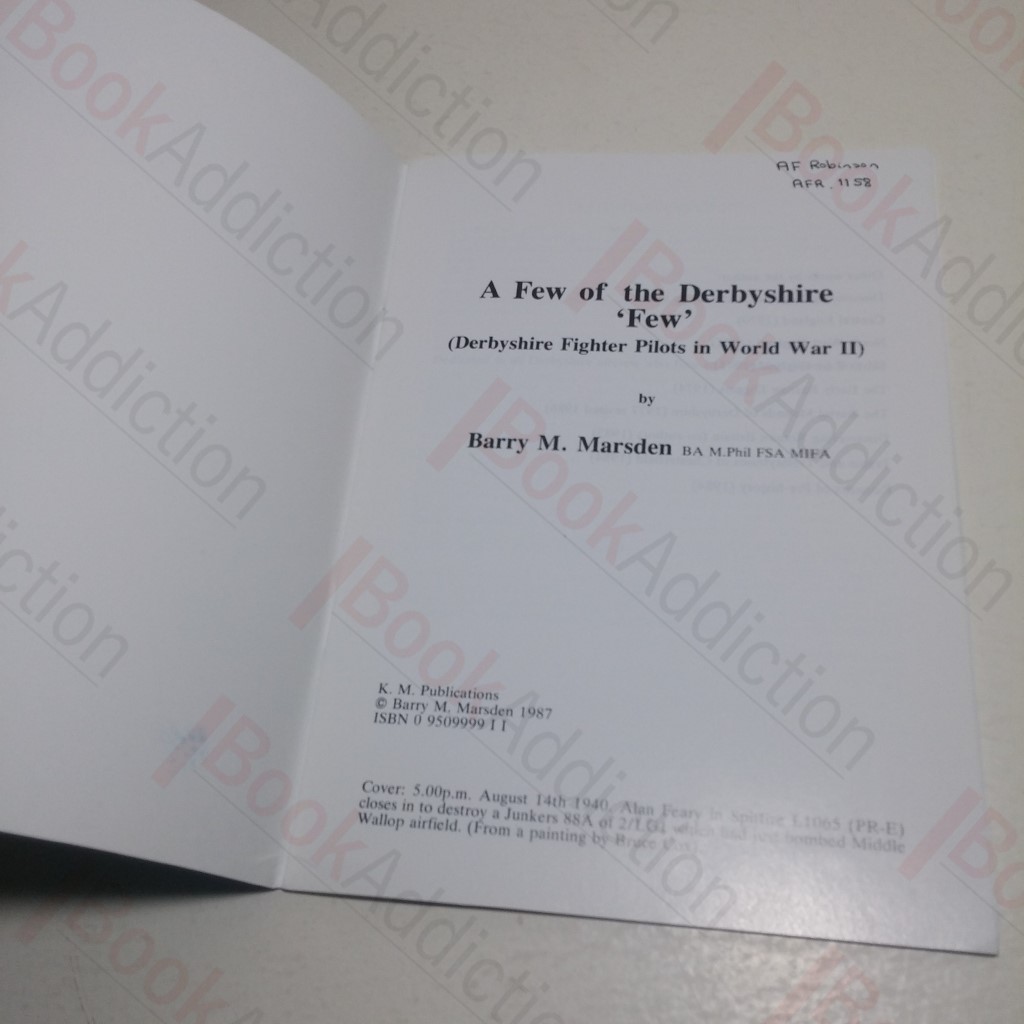 AF Robinson
AFR. 1158
A Few of the Derbyshire
‘Few’
(Derbyshire Fighter Pilots in World War II)
by
Barry M. Marsden BA M.Phil FSA MIFA
K. M. Publications
© Barry M. Marsden 1987
ISBN 0 9509999 1 1
Cover: 5.00p.m. August 14th 1940. Alan Feary in Spitfire L1065 (PR-E)
closes in to destroy a Junkers 88A of 2/LG1 which had just bombed Middle
Wallop airfield. (From a painting by Bruce
BookAddiction